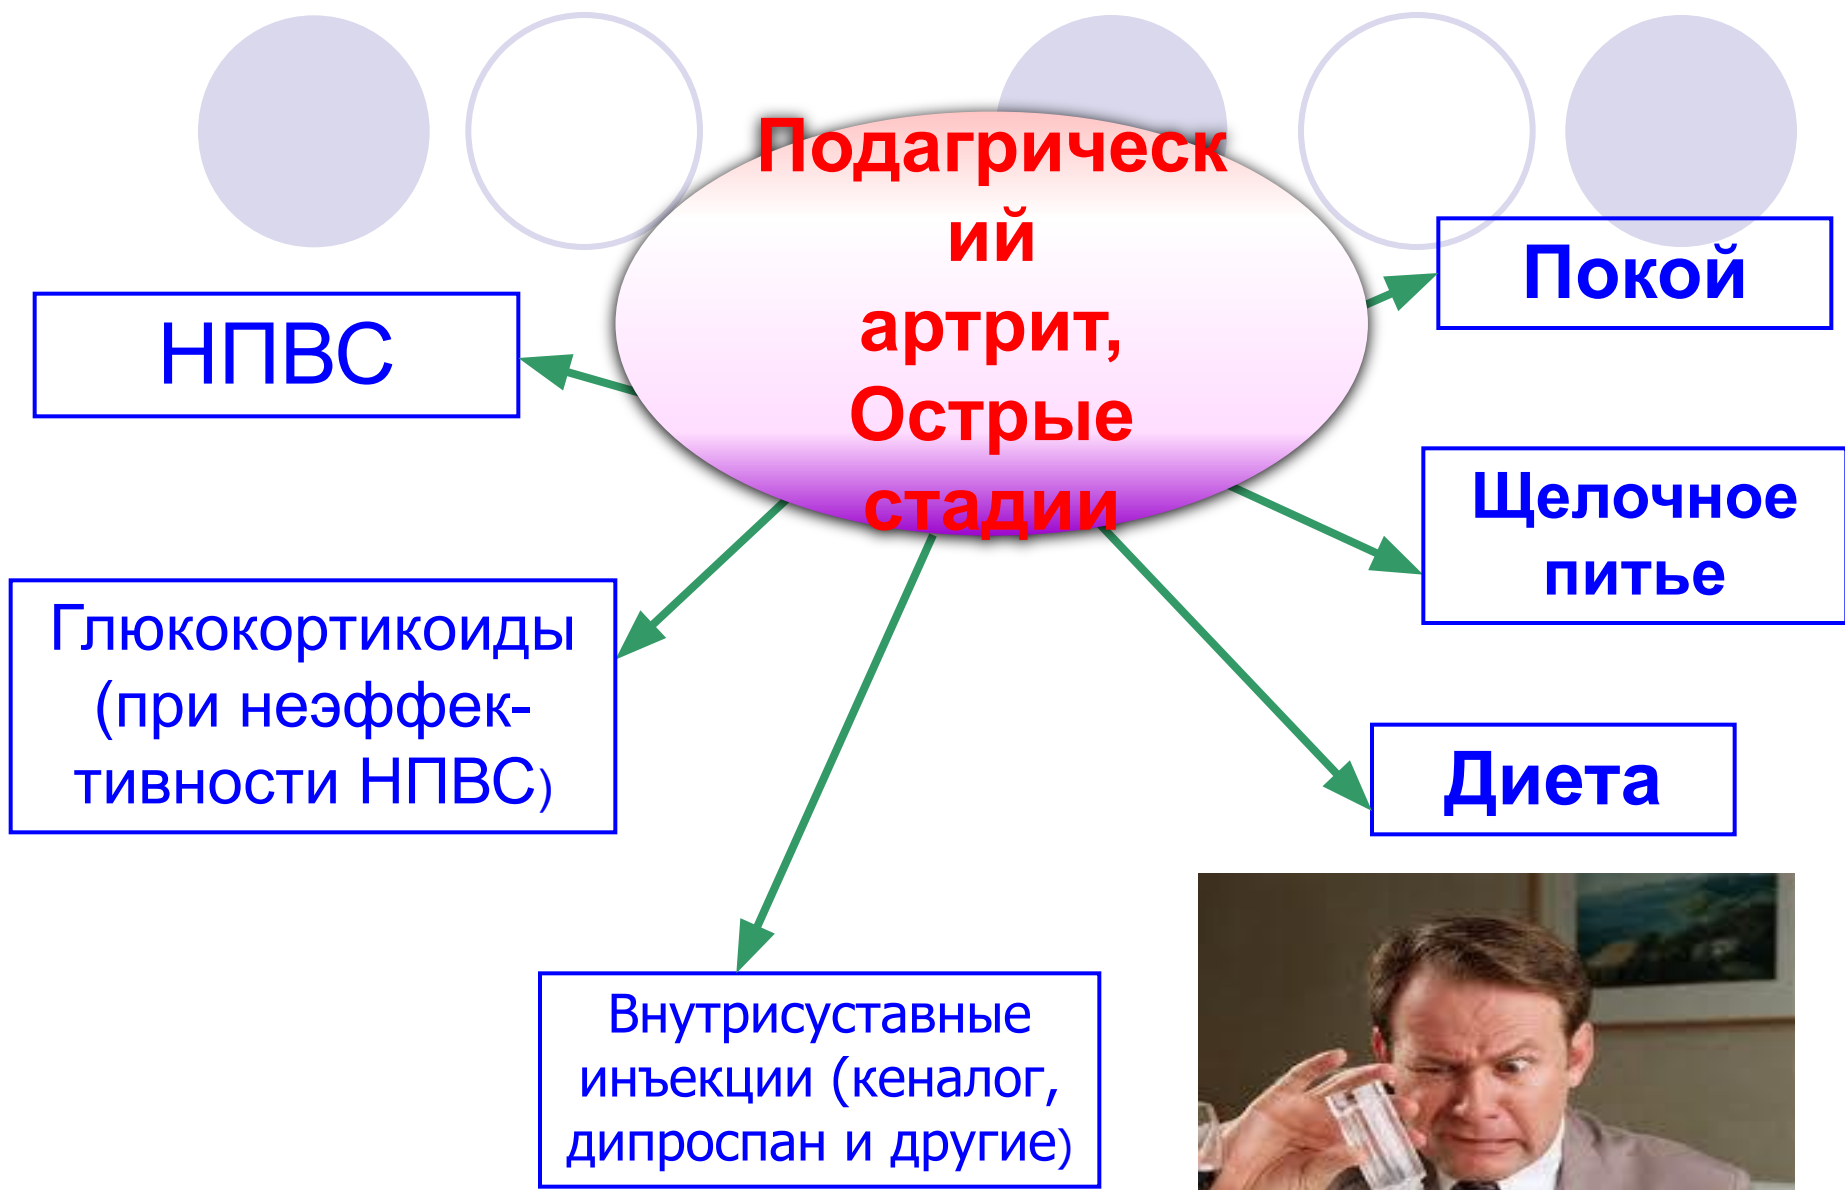 Подагрическ
ий
артрит,
Острые
стадии
Покой
НПВС
Щелочное
питье
Глюкокортикоиды
(при неэффек-
тивности НПВС)
Диета
Внутрисуставные
инъекции (кеналог,
дипроспан и другие)